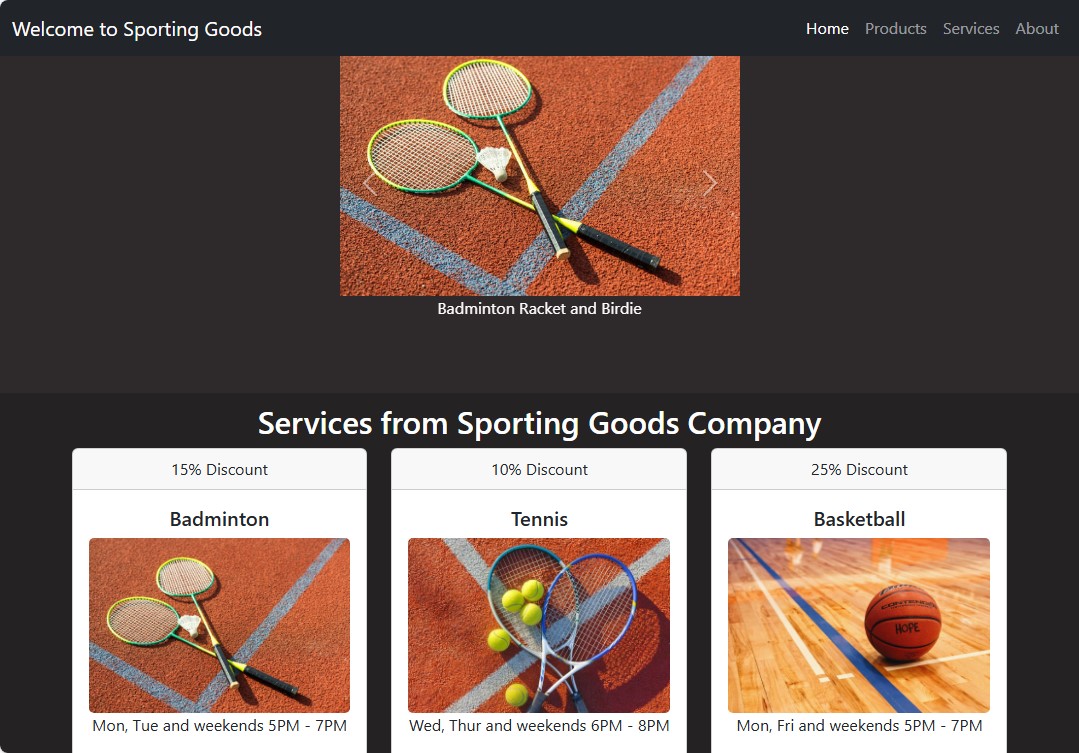 Welcome to Sporting Goods
Home Products Services About
Badminton Racket and Birdie
Services from Sporting Goods Company
15% Discount
10% Discount
25% Discount
Badminton
Tennis
Basketball
CONTENDER
HOPE
Mon, Tue and weekends 5PM - 7PM
Wed, Thur and weekends 6PM - 8PM
Mon, Fri and weekends 5PM - 7PM